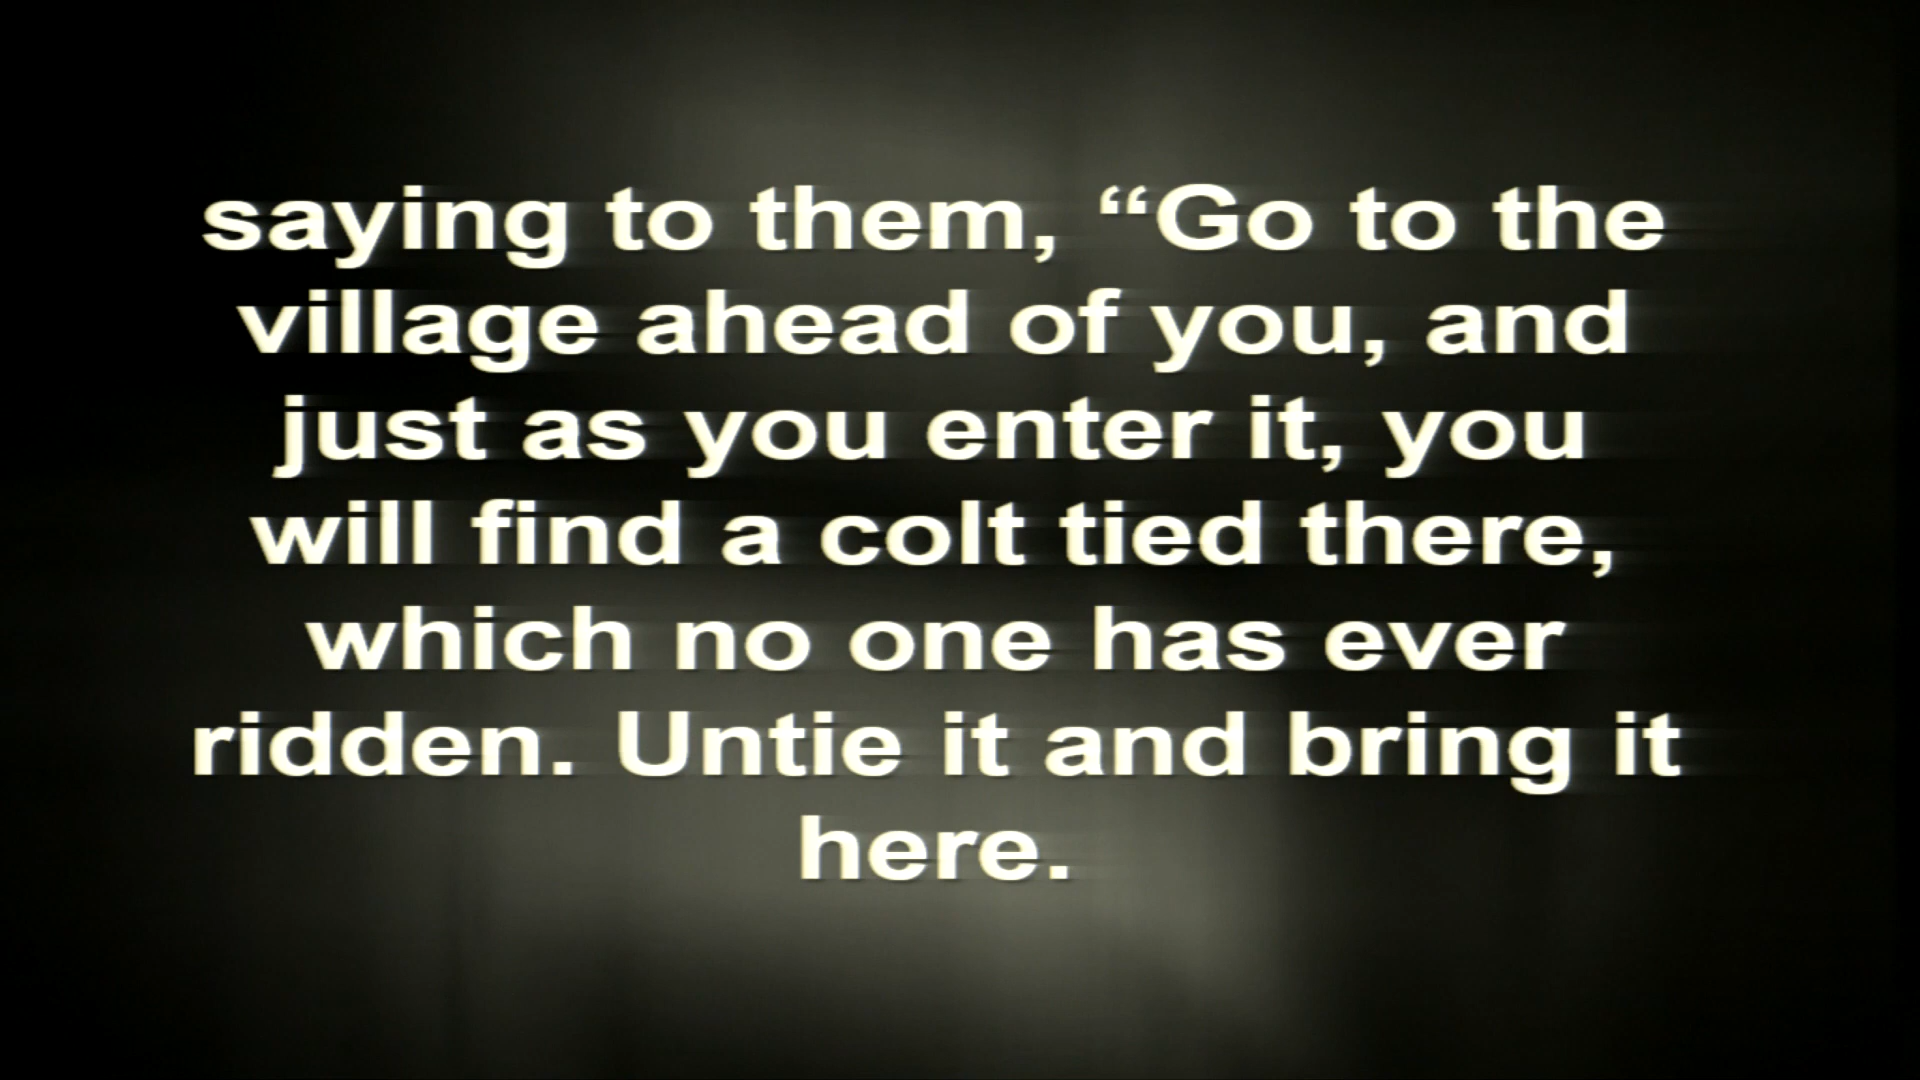 saying to them, “Go to the
village ahead of you, and
just as you enter it, you
will find a colt tied there,
which no one has ever
ridden. Untie it and bring it
here.